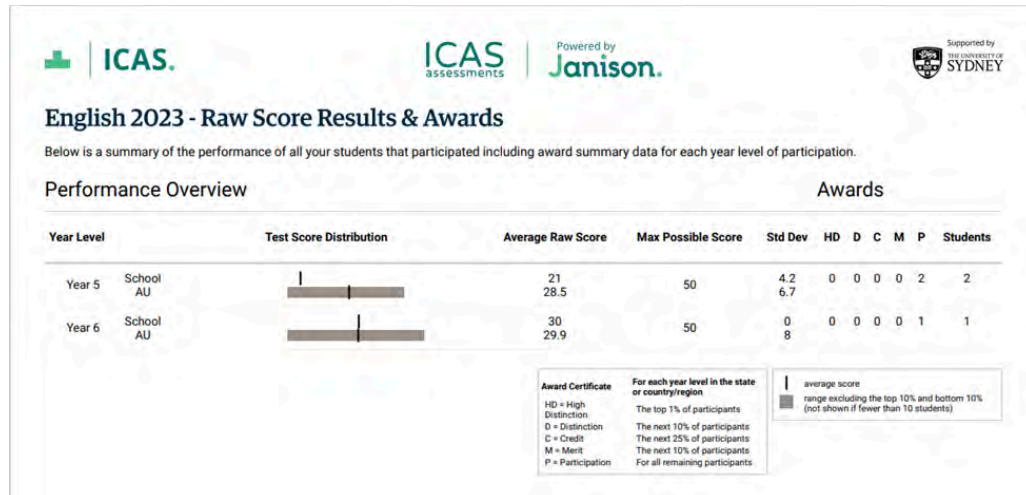 ICAS.
ICAS
assessments
Powered by
Janison.
Supported by
THE UNIVERSITY OF
SYDNEY
English 2023 - Raw Score Results & Awards
Below is a summary of the performance of all your students that participated including award summary data for each year level of participation.
Performance Overview
Awards
Year Level Test Score Distribution Average Raw Score Max Possible Score Std Dev HD D C M P Students
Year 5 School 21 50 4.2 0 0 0 0 2 2
AU 28.5 6.7
Year 6 School 30 50 0 0 0 0 0 1 1
AU 29.9 8
Award Certificate For each year level in the state
or country/region
HD = High
Distinction The top 1% of participants
D = Distinction The next 10% of participants
C = Credit The next 25% of participants
M = Merit The next 10% of participants
P = Participation For all remaining participants
average score
range excluding the top 10% and bottom 10%
(not shown if fewer than 10 students)